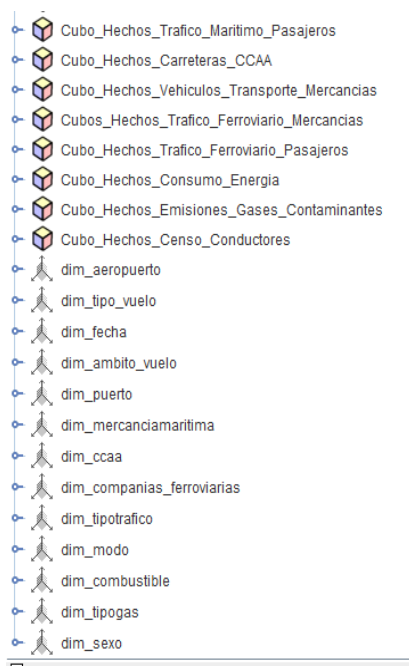 Cubo_Hechos_Trafico_Maritimo_Pasajeros
Cubo_Hechos_Carreteras_CCAA
Cubo_Hechos_Vehiculos_Transporte_Mercancias
Cubos_Hechos_Trafico_Ferroviario_Mercancias
Cubo_Hechos_Trafico_Ferroviario_Pasajeros
Cubo_Hechos_Consumo_Energia
Cubo_Hechos_Emisiones_Gases_Contaminantes
Cubo_Hechos_Censo_Conductores
dim_aeropuerto
dim_tipo_vuelo
dim_fecha
dim_ambito_vuelo
dim_puerto
dim_mercanciamaritima
dim_ccaa
dim_companias_ferroviarias
dim_tipotrafico
dim_modo
dim_combustible
dim_tipogas
dim_sexo